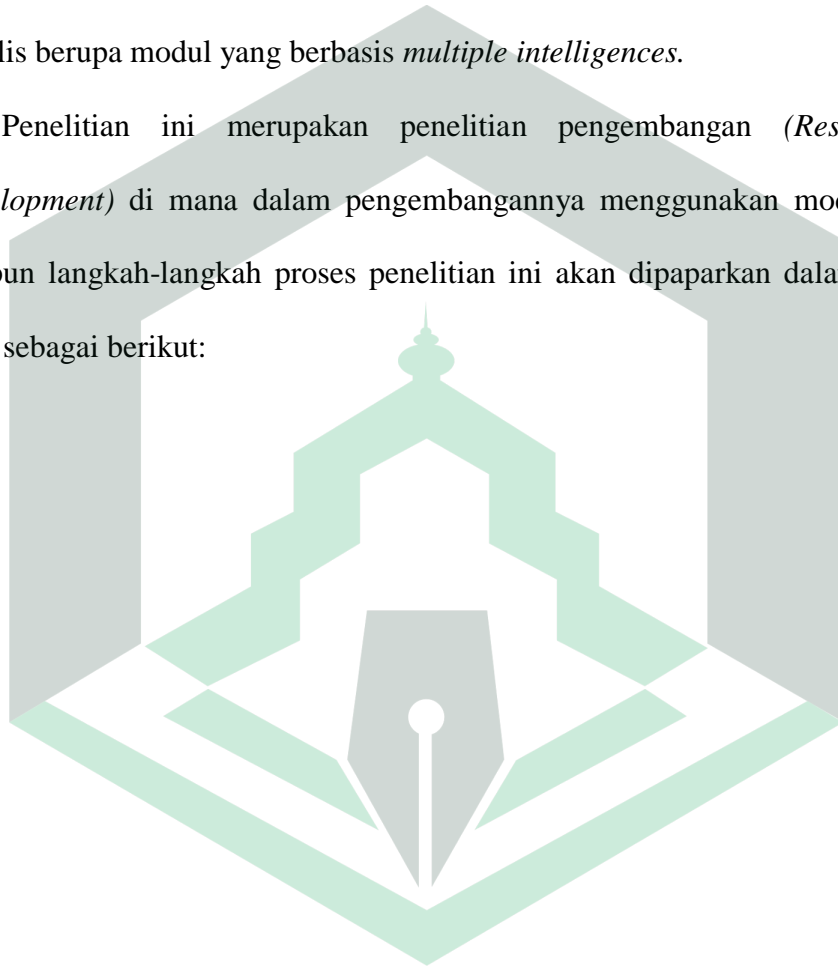 lis berupa modul yang berbasis multiple intelligences.
Penelitian ini merupakan penelitian pengembangan (Res
lopment) di mana dalam pengembangannya menggunakan mo
un langkah-langkah proses penelitian ini akan dipaparkan dala
sebagai berikut: